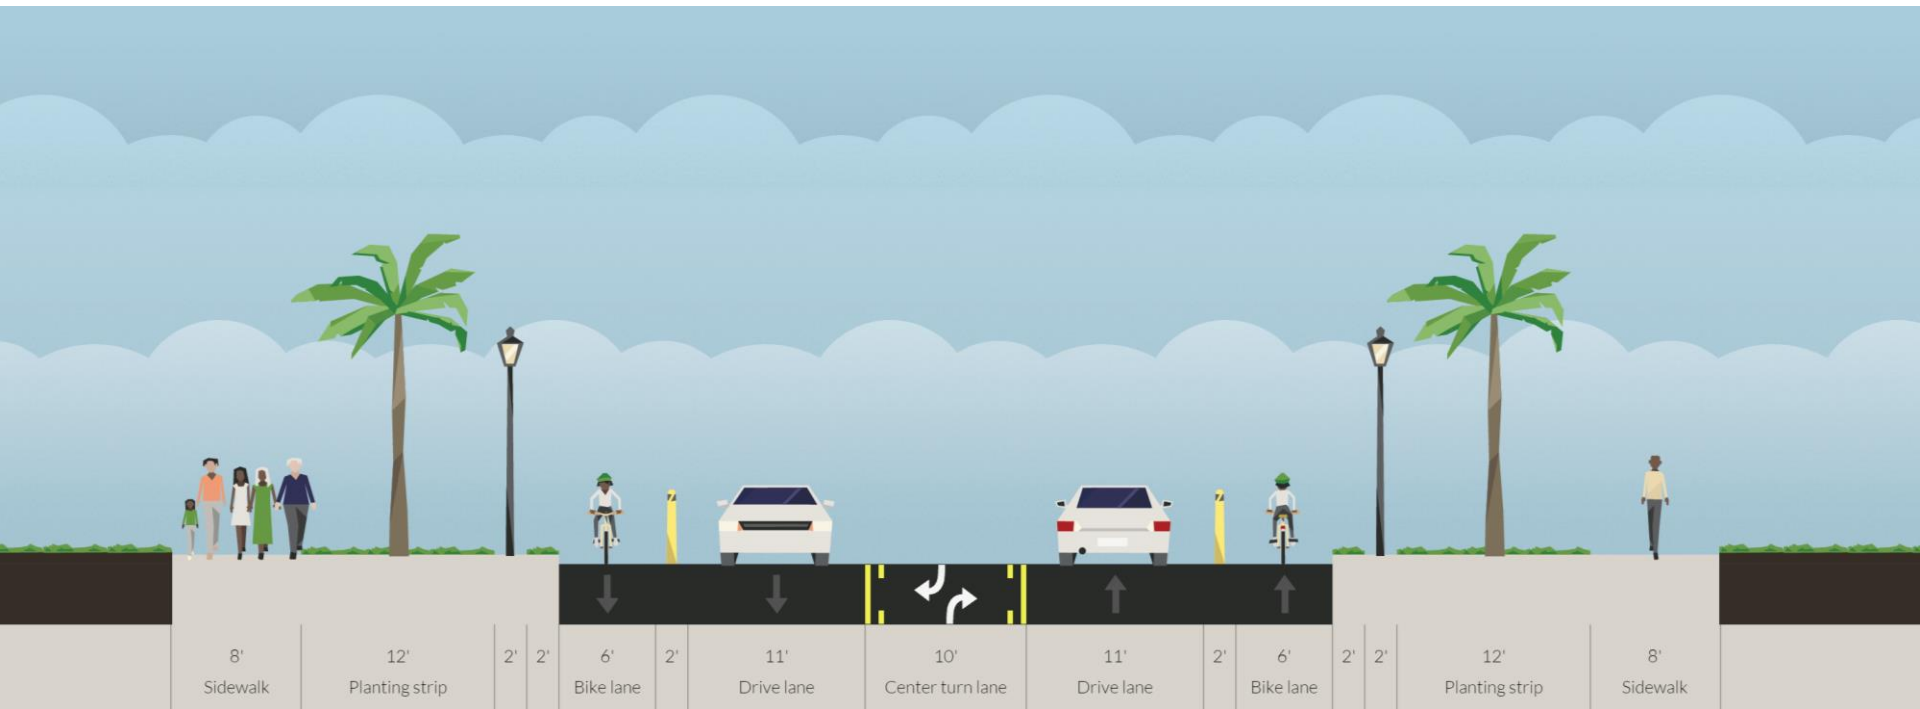 8' 12' 2' 2' 6' 2' 11' 10' 11' 2' 6' 2' 2' 12' 8'
Sidewalk Planting strip Bike lane Drive lane Center turn lane Drive lane Bike lane Planting strip Sidewalk